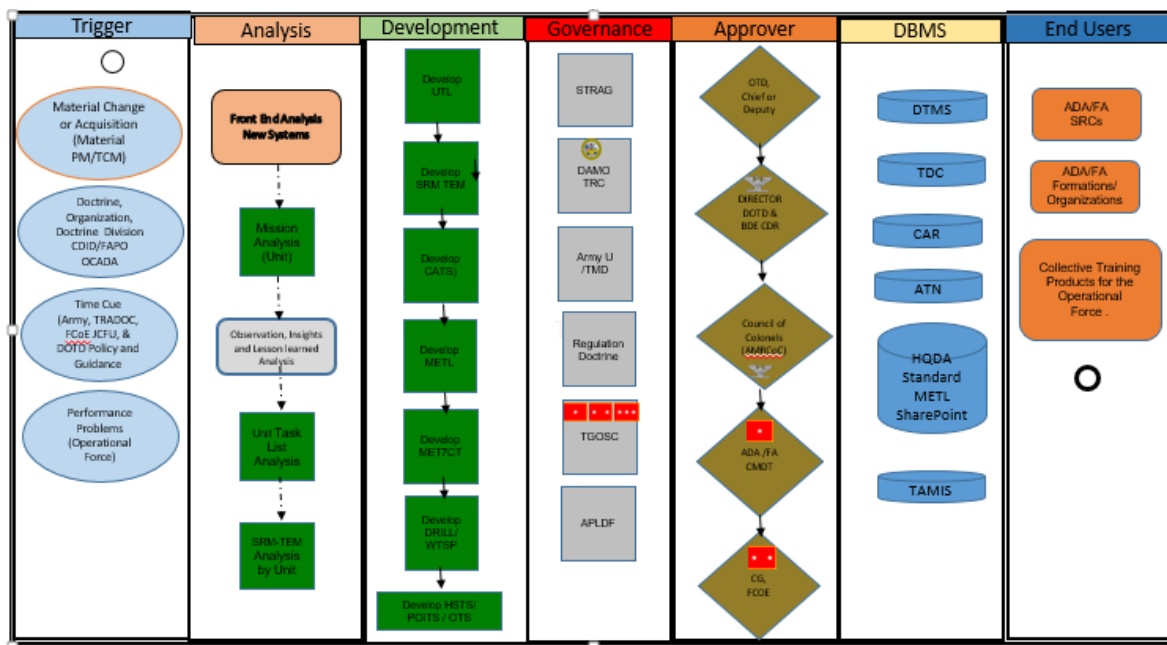 Trigger
Analysis
Development
Governance
Approver
DBMS
End Users
Material Change
or Acquisition
(Material
PM/TCM)
Doctrine,
Organization,
Doctrine Division
CDID/FAPO
OCADA
Time Cue
(Army, TRADOC,
FCoE JCFU, &
DOTD Policy and
Guidance
Performance
Problems
(Operational
Force)
Front End Analysis
New Systems
Mission
Analysis
(Unit)
Observation, Insights
and Lesson learned
Analysis
Unit Task
List
Analysis
SRM-TEM
Analysis
by Unit
Develop
UTL
Develop
SRM TEM
Develop
CATS)
Develop
METL
Develop
MET7CT
Develop
DRILL/
WTSP
Develop HSTS/
POITS / OTS
STRAG
DAMO
TRC
Army U
/TMD
Regulation
Doctrine
TGOSC
APLDF
OTD,
Chief or
Deputy
DIRECTOR
DOTD &
BDE CDR
Council of
Colonels
(AMRCoC)
ADA /FA
CMDT
CG,
FCOE
DTMS
TDC
CAR
ATN
HQDA
Standard
METL
SharePoint
TAMIS
ADA/FA
SRCs
ADA/FA
Formations/
Organizations
Collective Training
Products for the
Operational
Force .